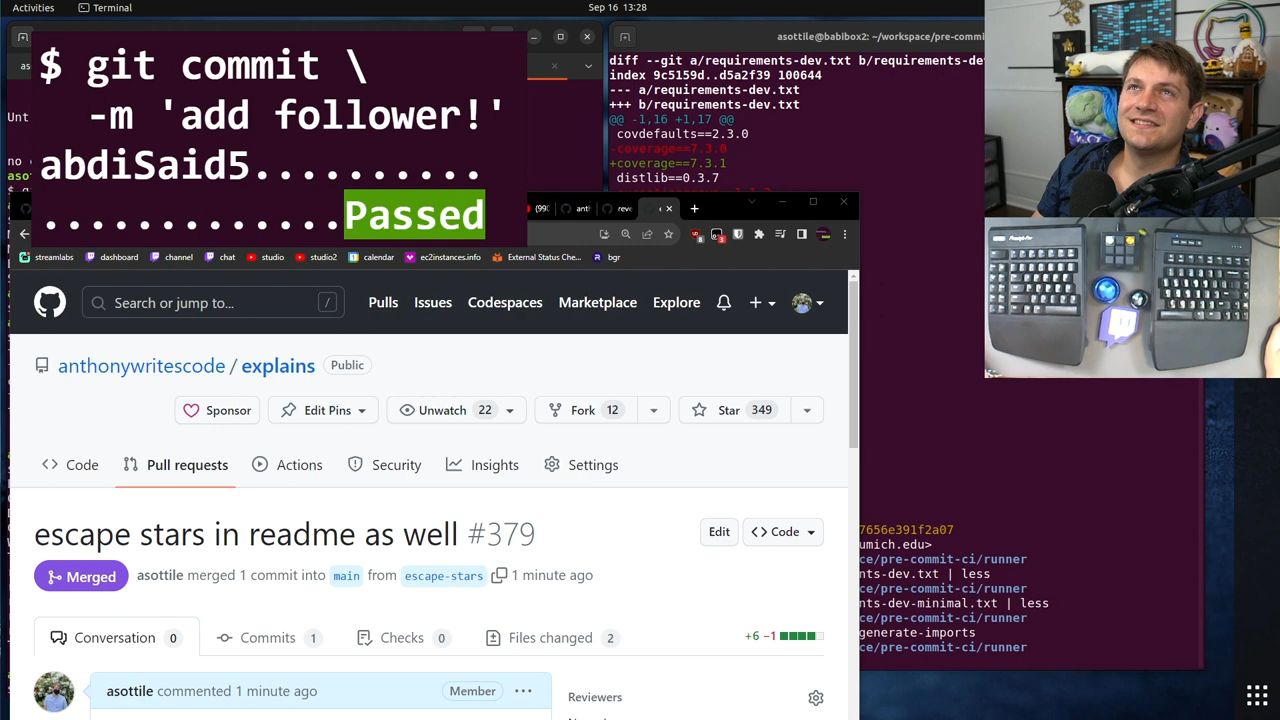 Activities
Terminal
Sep 16 13:28
$ git commit \
-m 'add follower!'
abdiSaid5..........
.............Passed
asottile@babibox2: ~/workspace/pre-commi
diff --git a/requirements-dev.txt b/requirements-dev
index 9c5159d..d5a2f39 100644
--- a/requirements-dev.txt
+++ b/requirements-dev.txt
@@ -1,16 +1,17 @@
covdefaults==2.3.0
-coverage==7.3.0
+coverage==7.3.1
distlib==0.3.7
streamlabs
dashboard
channel
chat
studio
studio2
calendar
ec2instances.info
External Status Che...
bgr
Search or jump to...
/
Pulls
Issues
Codespaces
Marketplace
Explore
anthonywritescode / explains
Public
Sponsor
Edit Pins
Unwatch 22
Fork 12
Star 349
Code
Pull requests
Actions
Security
Insights
Settings
escape stars in readme as well #379
Edit
Code
Merged
asottile merged 1 commit into main from escape-stars 1 minute ago
Conversation 0
Commits 1
Checks 0
Files changed 2
+6 −1
asottile commented 1 minute ago
Member
Reviewers
7656e391f2a07
umich.edu>
ce/pre-commit-ci/runner
nts-dev.txt | less
ce/pre-commit-ci/runner
nts-dev-minimal.txt | less
ce/pre-commit-ci/runner
generate-imports
ce/pre-commit-ci/runner